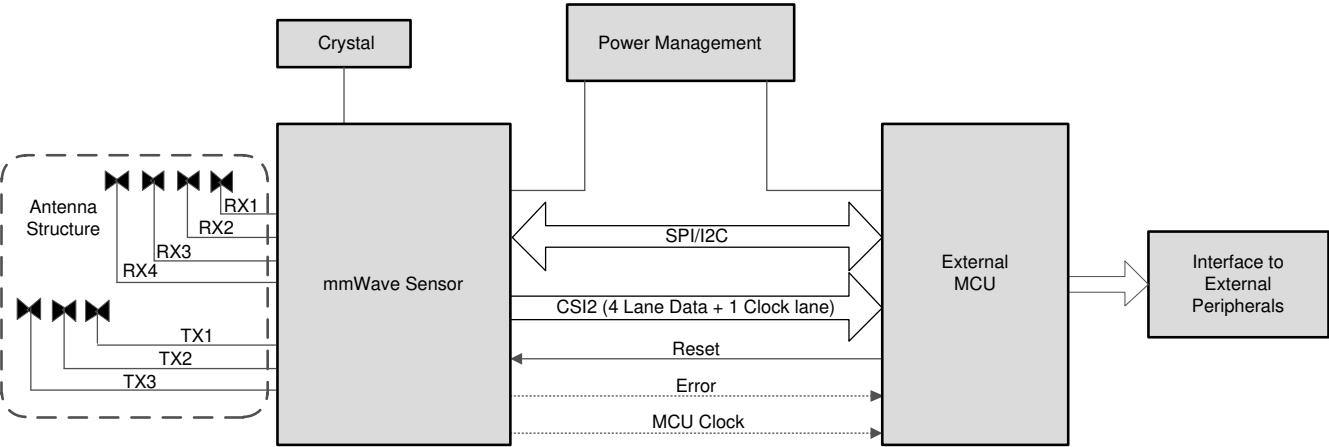 Crystal
Power Management
Antenna
Structure
RX1
RX2
RX3
RX4
TX1
TX2
TX3
mmWave Sensor
SPI/I2C
CSI2 (4 Lane Data + 1 Clock lane)
Reset
Error
MCU Clock
External
MCU
Interface to
External
Peripherals